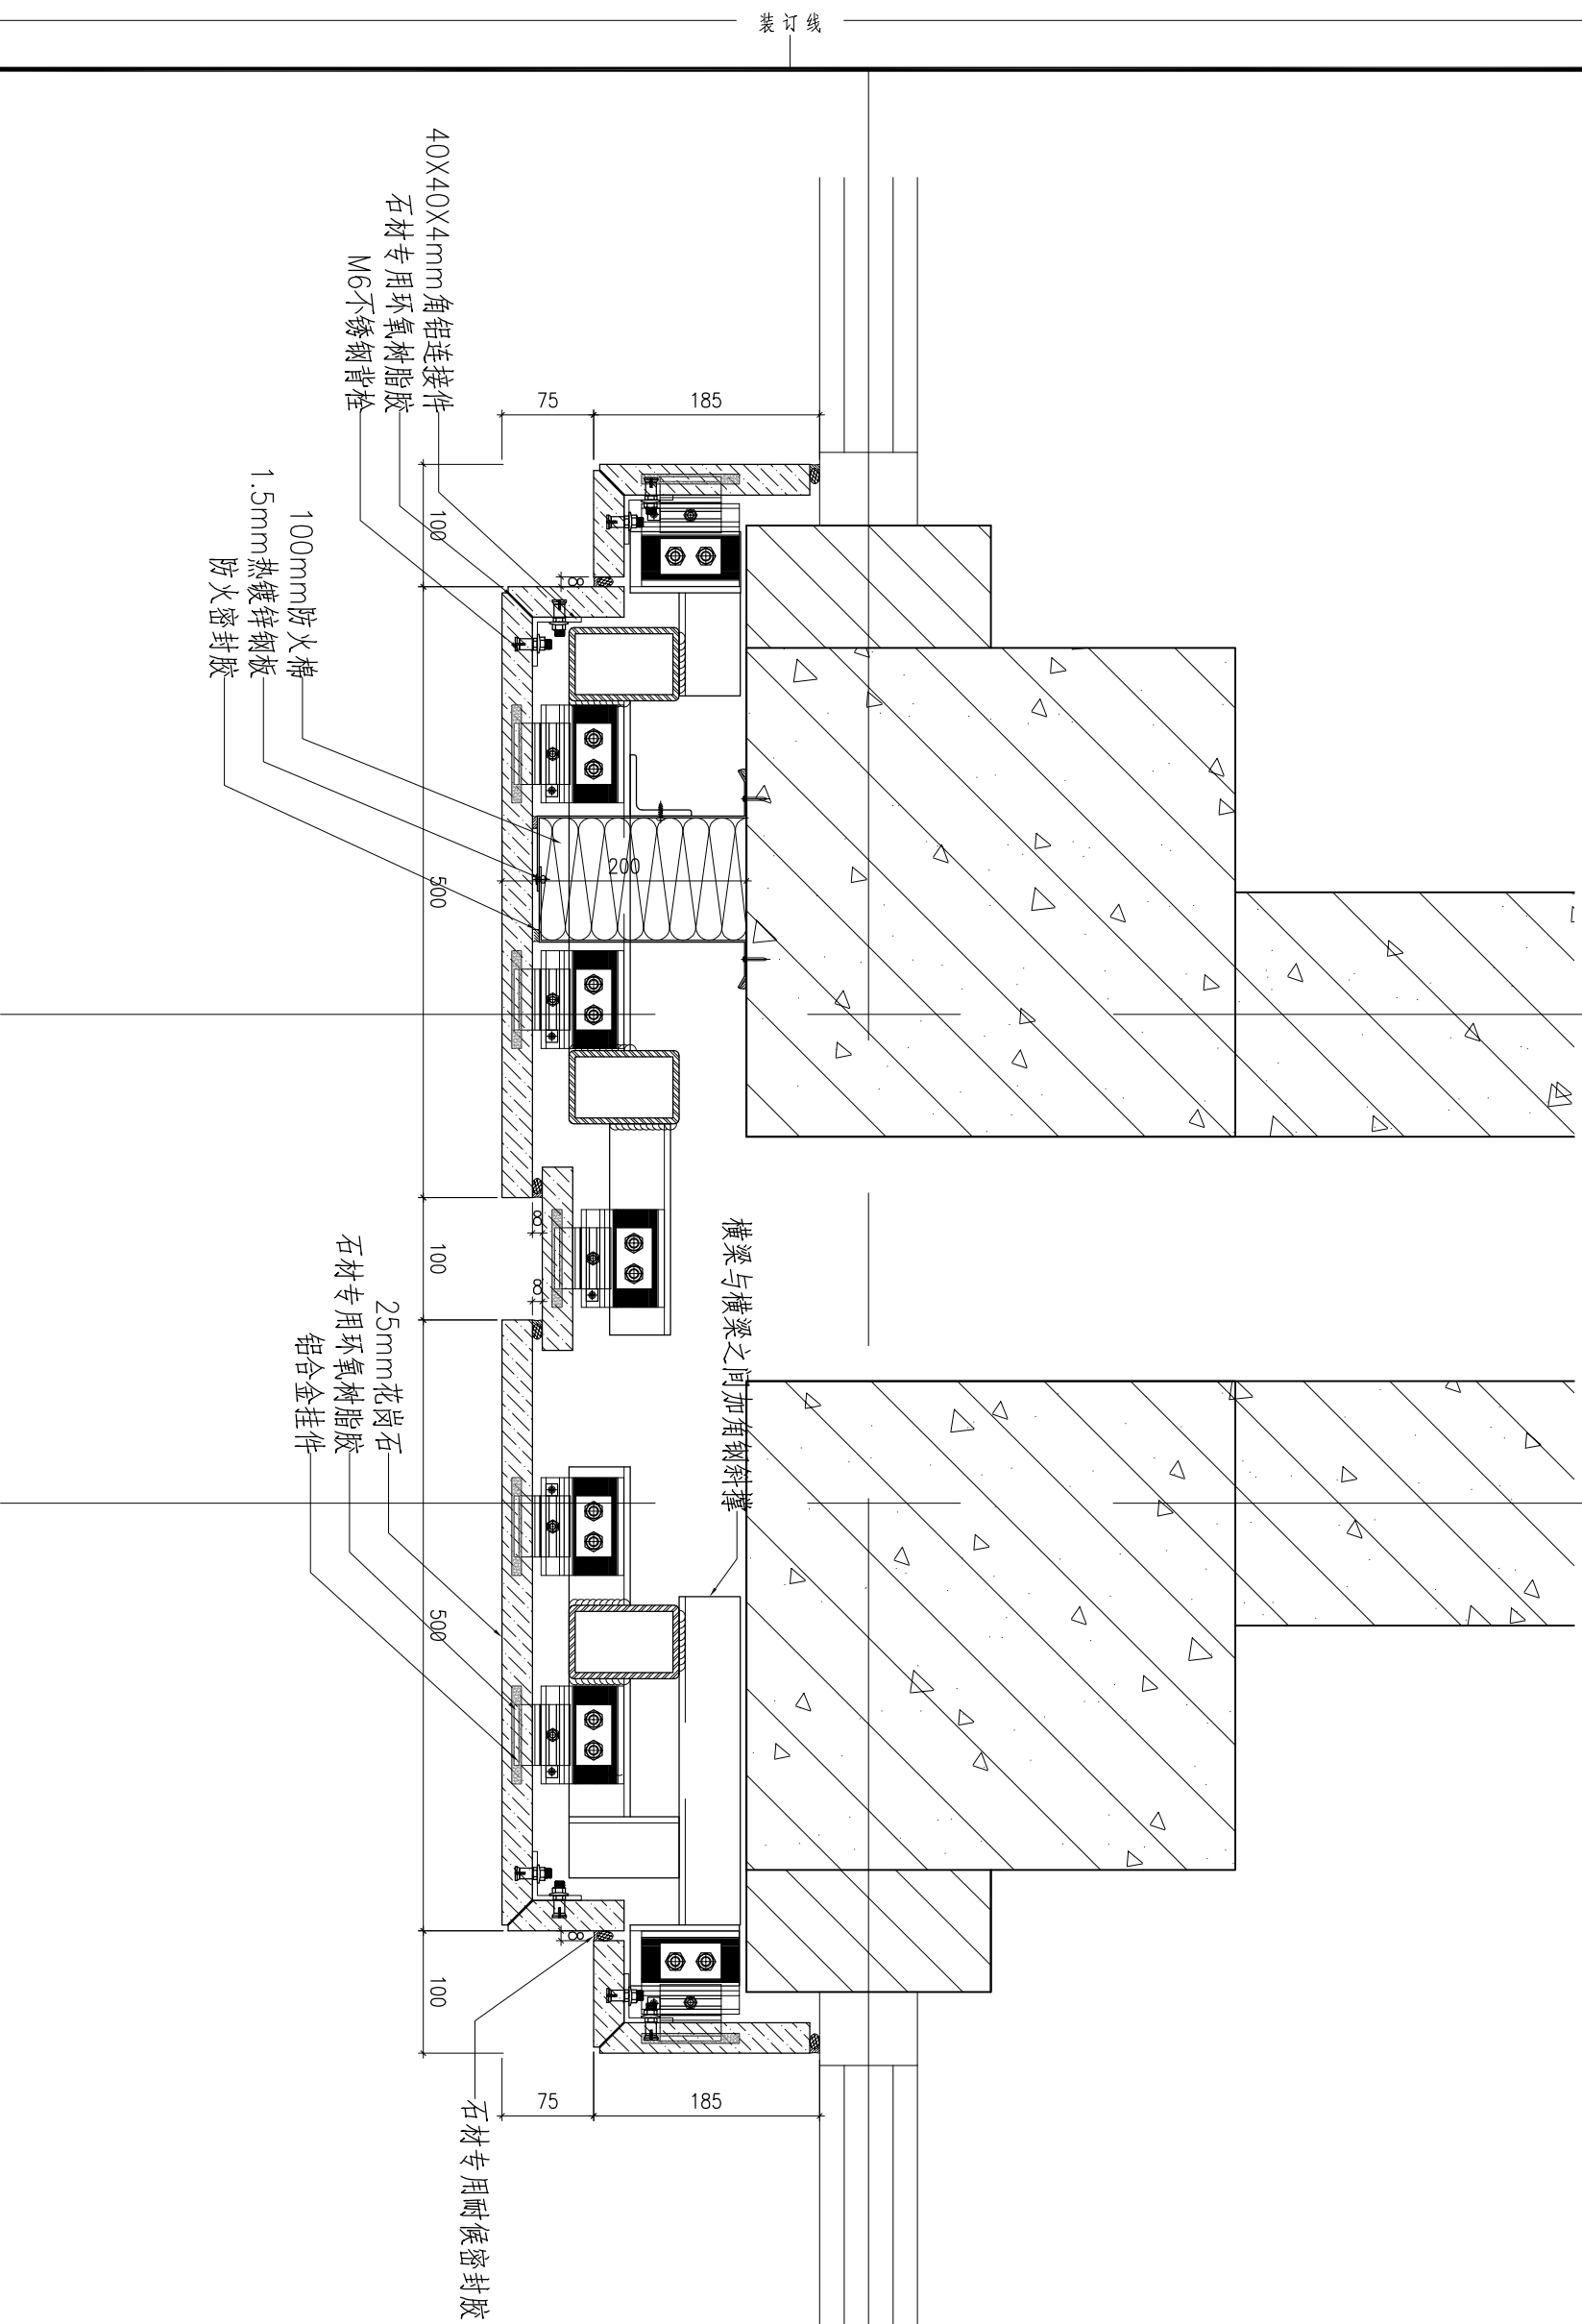 装订线
40X40X4mm角铝连接件
石材专用环氧树脂胶
M6不锈钢背栓
100mm防火棉
1.5mm热镀锌钢板
防火密封胶
横梁与横梁之间加角钢斜撑
25mm花岗石
石材专用环氧树脂胶
铝合金挂件
石材专用耐候密封胶
75
185
100
8
500
200
8
100
8
500
8
100
75
185